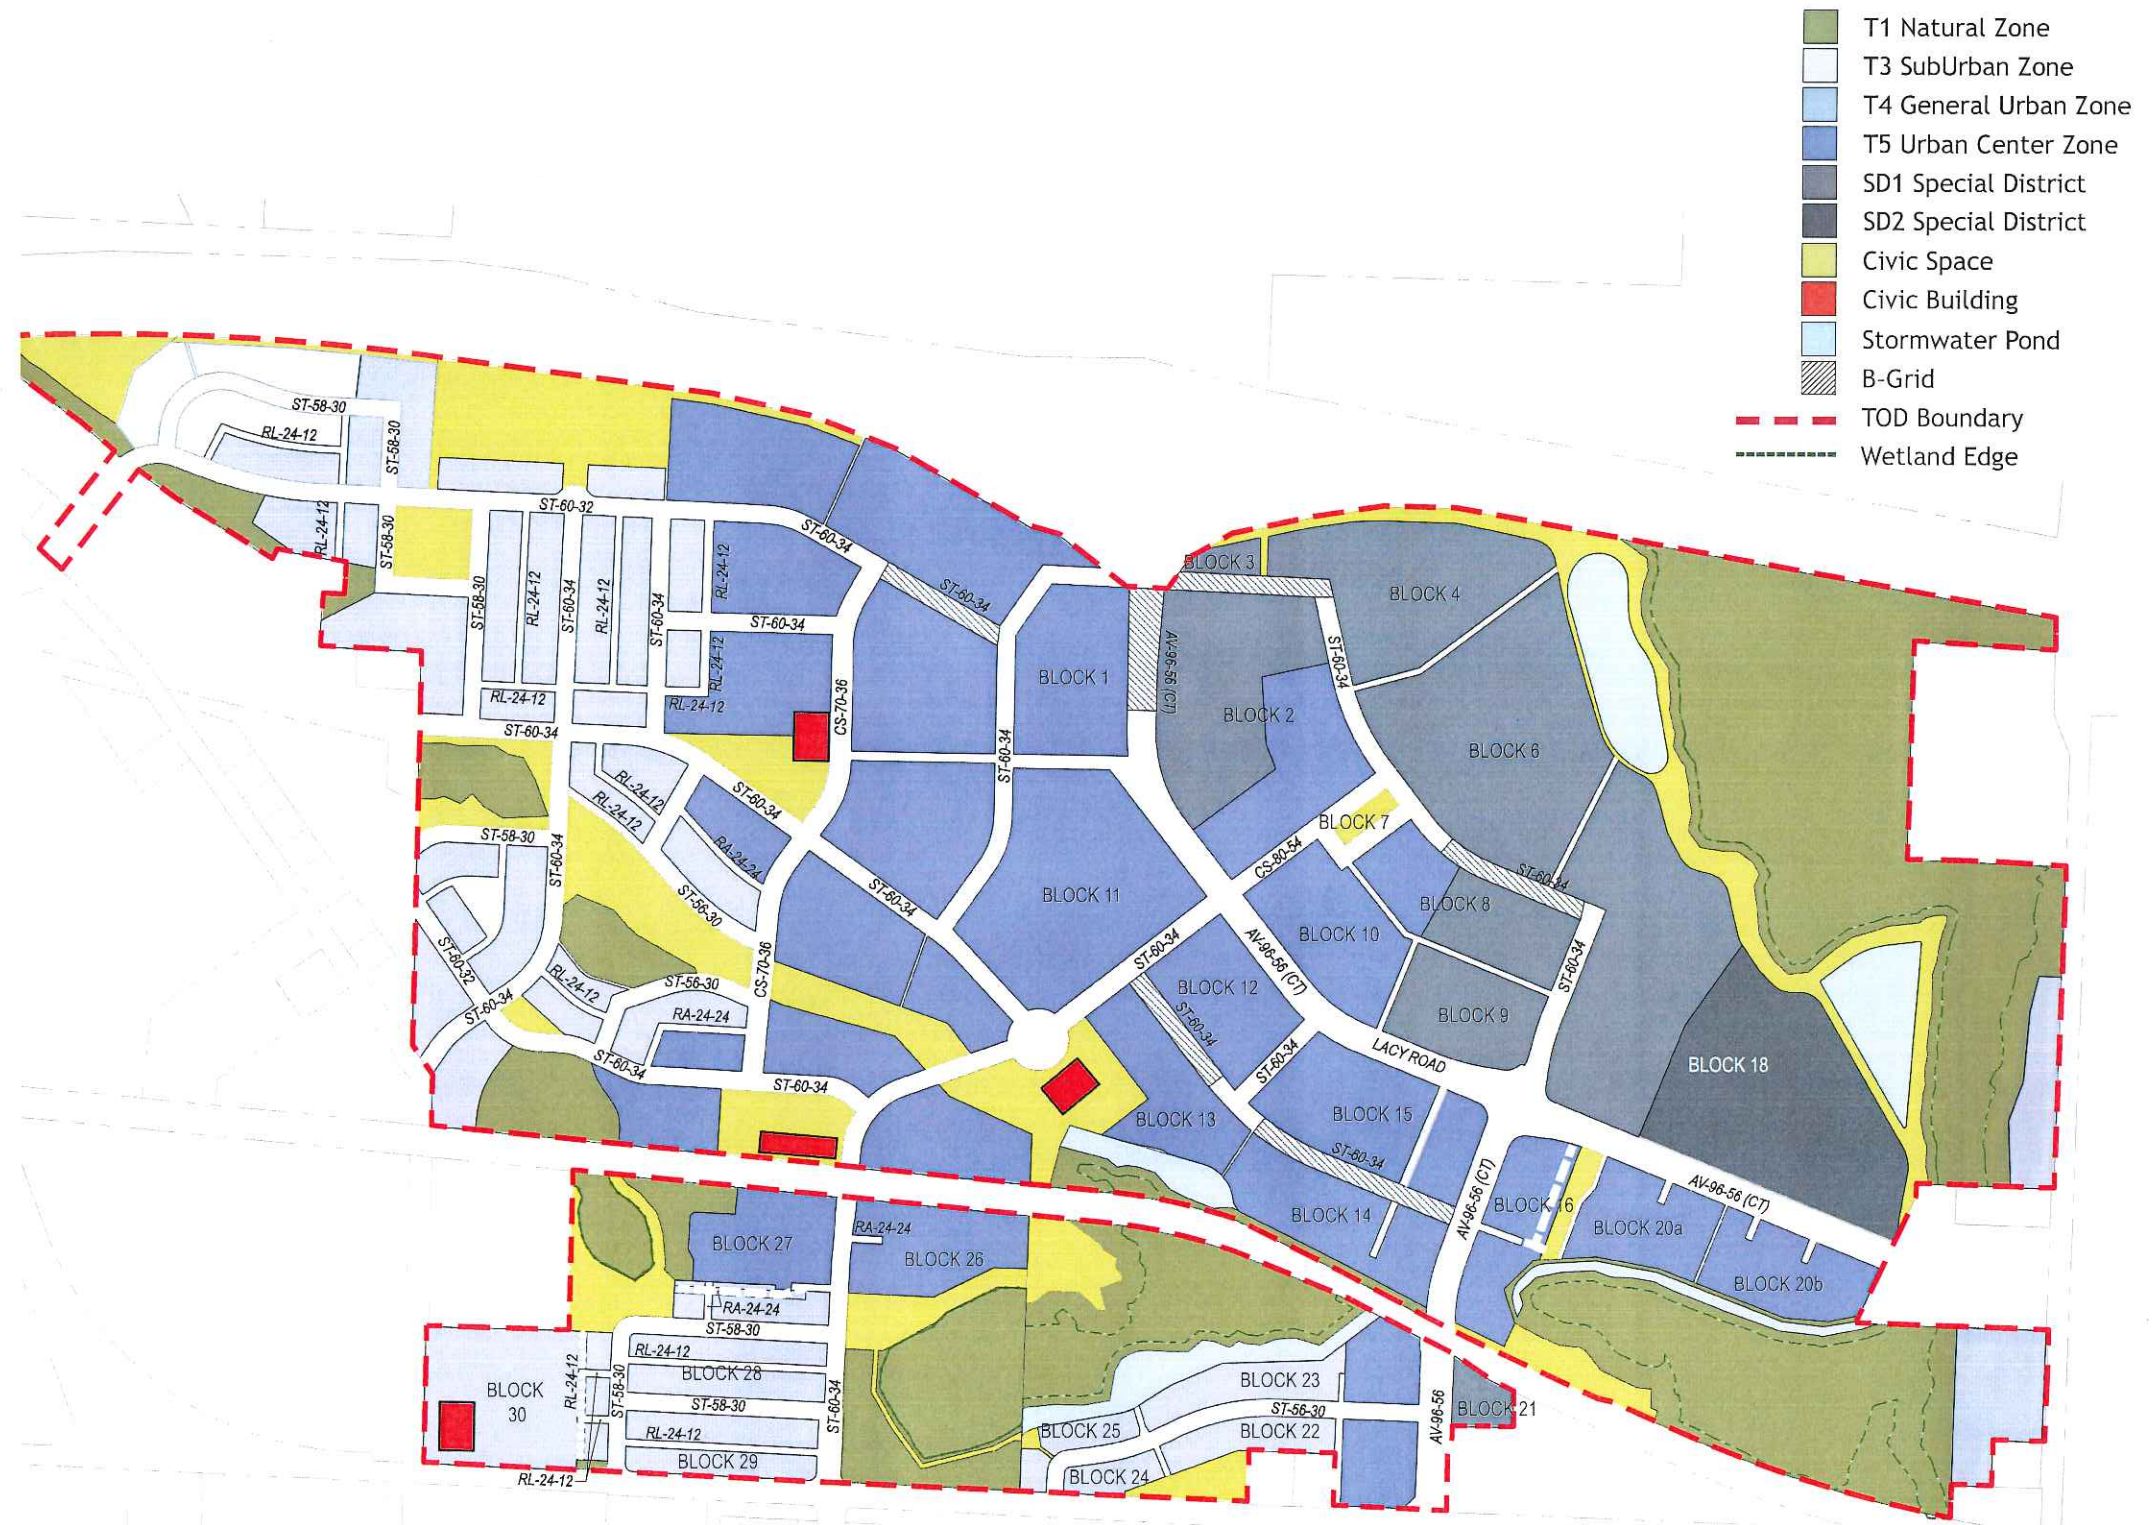 T1 Natural Zone
T3 SubUrban Zone
T4 General Urban Zone
T5 Urban Center Zone
SD1 Special District
SD2 Special District
Civic Space
Civic Building
Stormwater Pond
B-Grid
TOD Boundary
Wetland Edge
ST-58-30
RL-24-12
ST-58-30
RL-24-12
ST-58-30
ST-60-32
ST-60-34
ST-60-34
ST-58-30
RL-24-12
ST-60-34
RL-24-12
ST-60-34
RL-24-12
ST-60-34
RL-24-12
RL-24-12
RL-24-12
ST-60-34
CS-70-36
ST-60-34
BLOCK 1
AV-96-56 (CT)
BLOCK 2
BLOCK 3
BLOCK 4
ST-60-34
BLOCK 6
BLOCK 7
CS-80-54
ST-60-34
BLOCK 8
BLOCK 9
BLOCK 10
ST-60-34
AV-96-56 (CT)
BLOCK 11
ST-60-34
BLOCK 12
ST-60-34
ST-60-34
BLOCK 13
LACY ROAD
BLOCK 15
ST-60-34
BLOCK 14
AV-96-56 (CT)
BLOCK 16
BLOCK 18
AV-96-56 (CT)
BLOCK 20a
BLOCK 20b
RL-24-12
RL-24-12
ST-60-34
RA-24-24
ST-56-30
ST-60-34
ST-58-30
ST-60-34
ST-60-32
ST-60-34
RL-24-12
ST-56-30
RA-24-24
CS-70-36
ST-60-34
ST-60-34
BLOCK 27
RA-24-24
BLOCK 26
RA-24-24
ST-58-30
RL-24-12
BLOCK 28
ST-58-30
RL-24-12
BLOCK 29
RL-24-12
ST-58-30
RL-24-12
ST-60-34
BLOCK
30
BLOCK 23
ST-56-30
BLOCK 22
BLOCK 25
BLOCK 24
AV-96-56
BLOCK 21